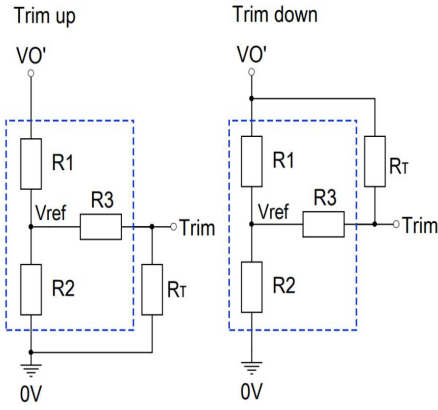 Trim up
VO'
R1
Vref
R3
Trim
R2
RT
0V
Trim down
VO'
R1
RT
Vref
R3
Trim
R2
0V